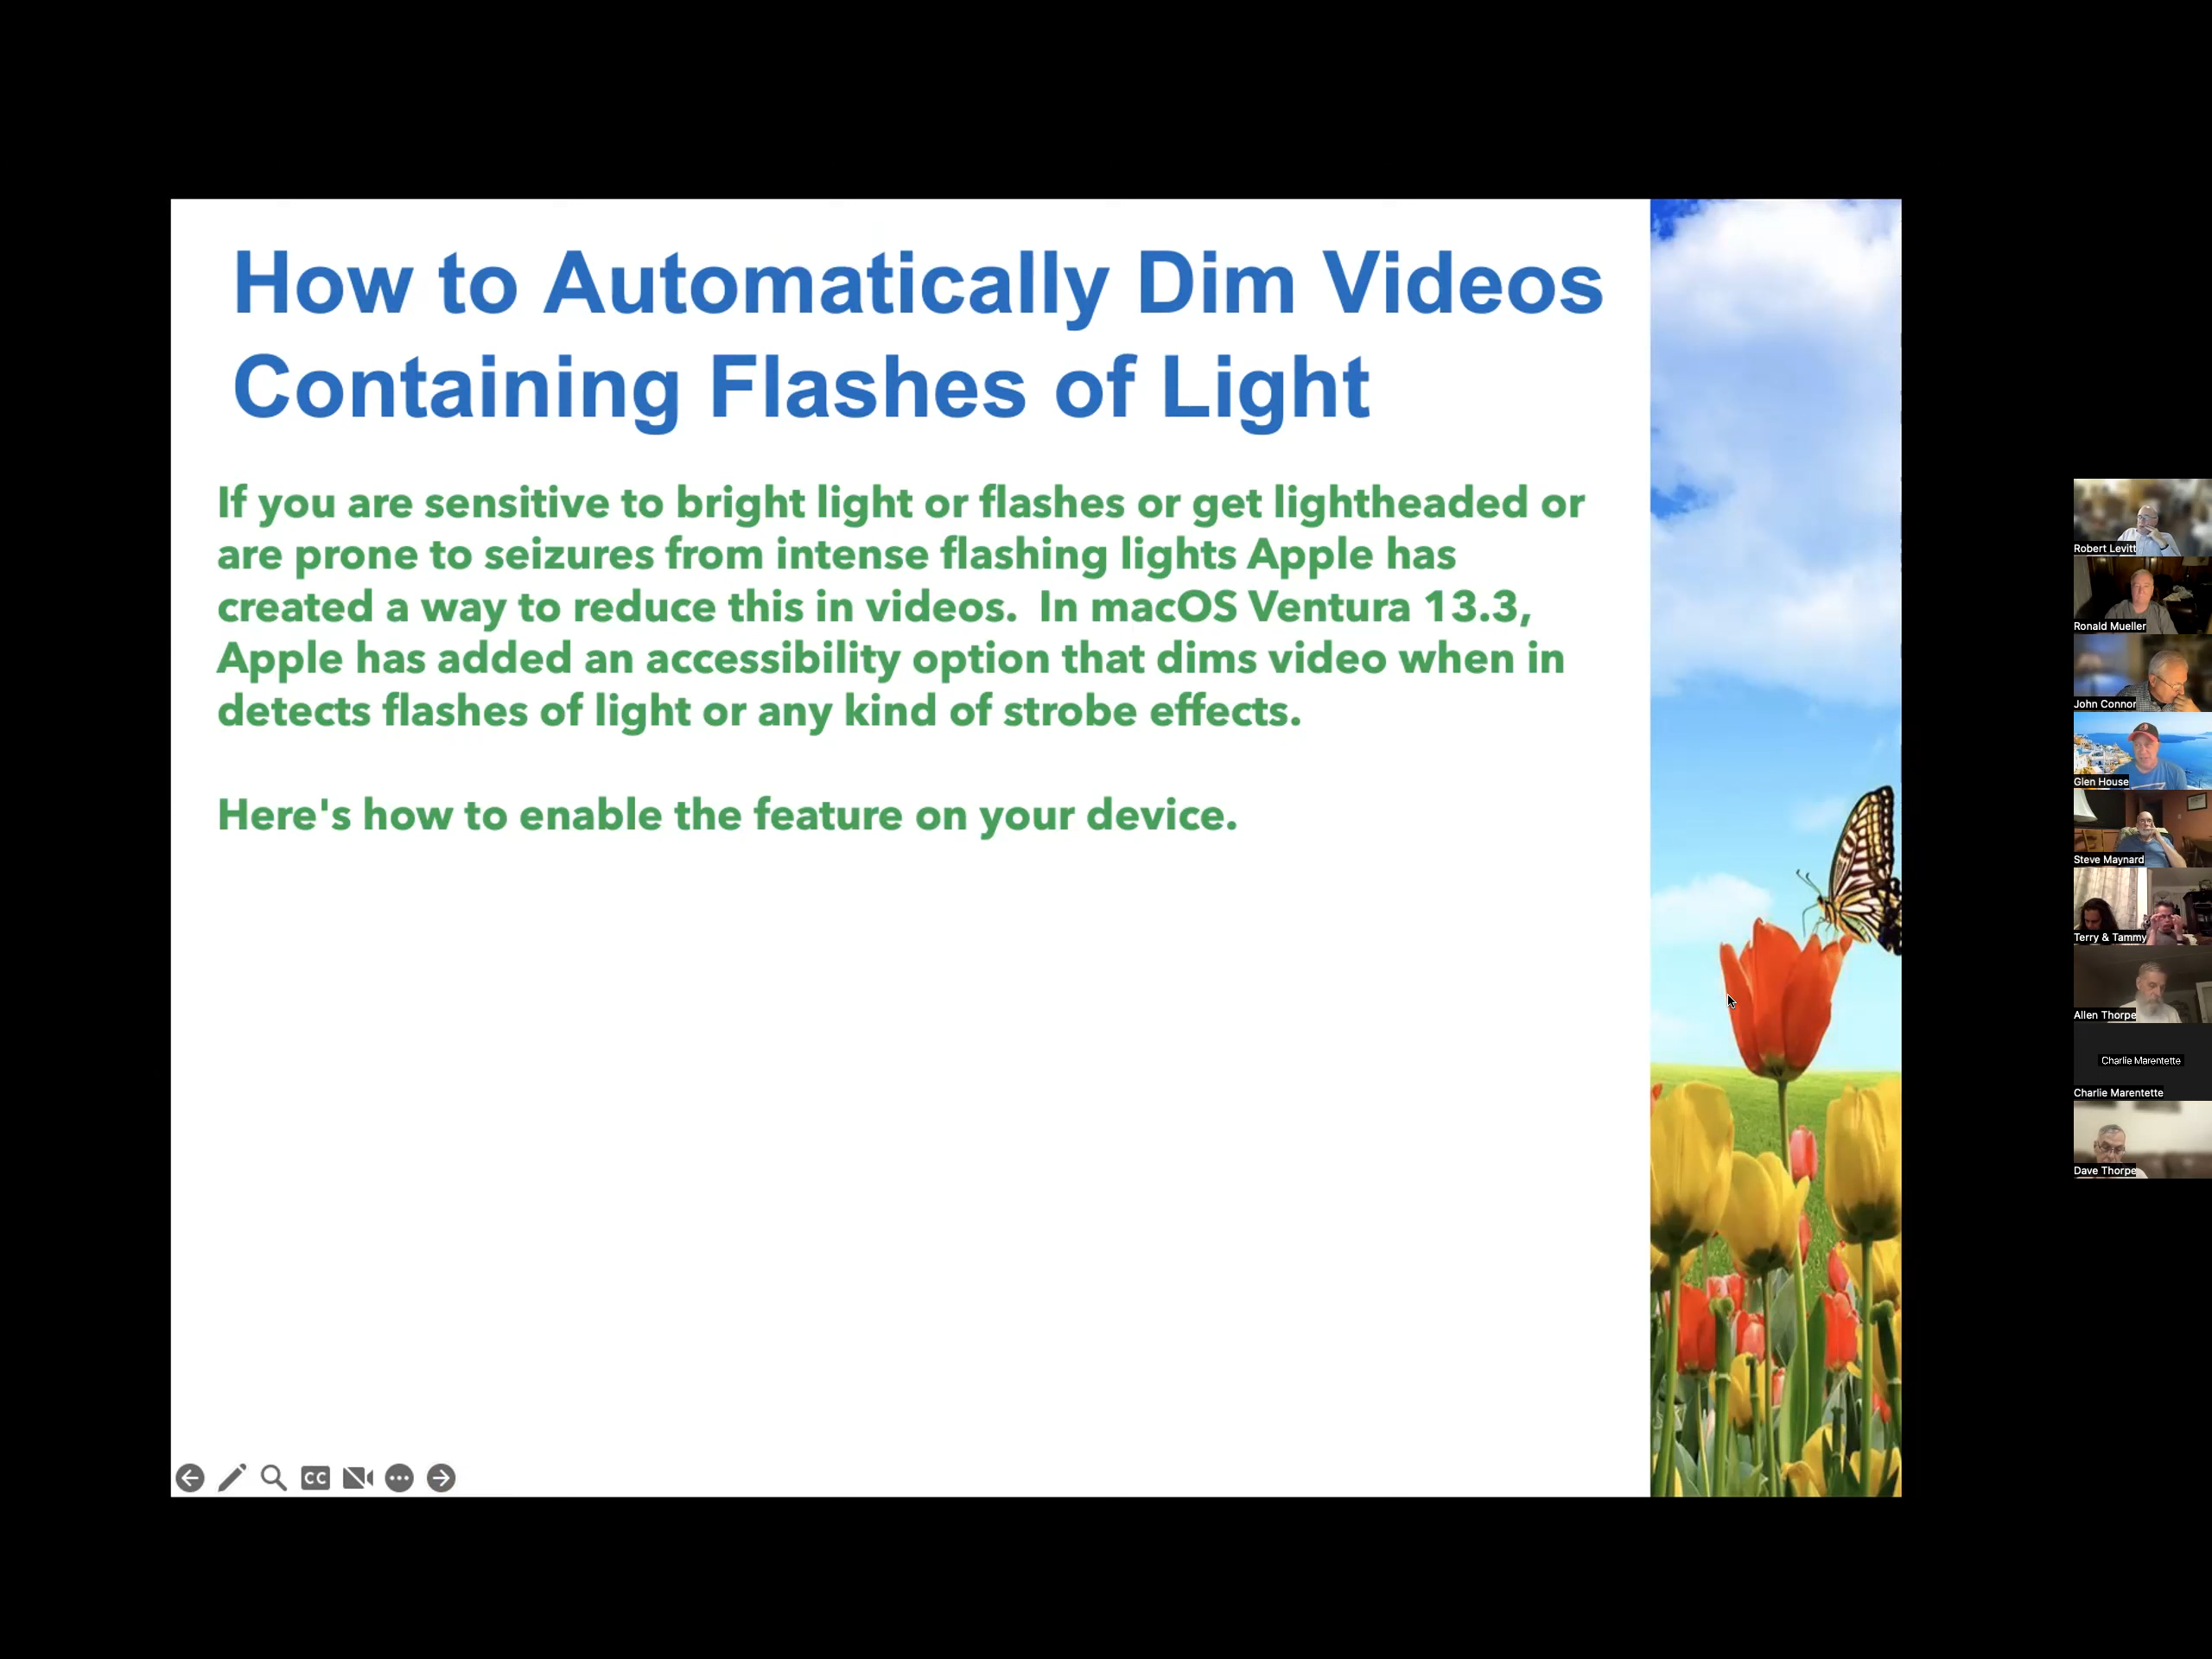 How to Automatically Dim Videos
Containing Flashes of Light
If you are sensitive to bright light or flashes or get lightheaded or
are prone to seizures from intense flashing lights Apple has
created a way to reduce this in videos.  In macOS Ventura 13.3,
Apple has added an accessibility option that dims video when in
detects flashes of light or any kind of strobe effects.
Here's how to enable the feature on your device.
CC
Robert Levitt
Ronald Mueller
John Connor
Glen House
Steve Maynard
Terry & Tammy
Allen Thorpe
Charlie Marentette
Charlie Marentette
Dave Thorpe